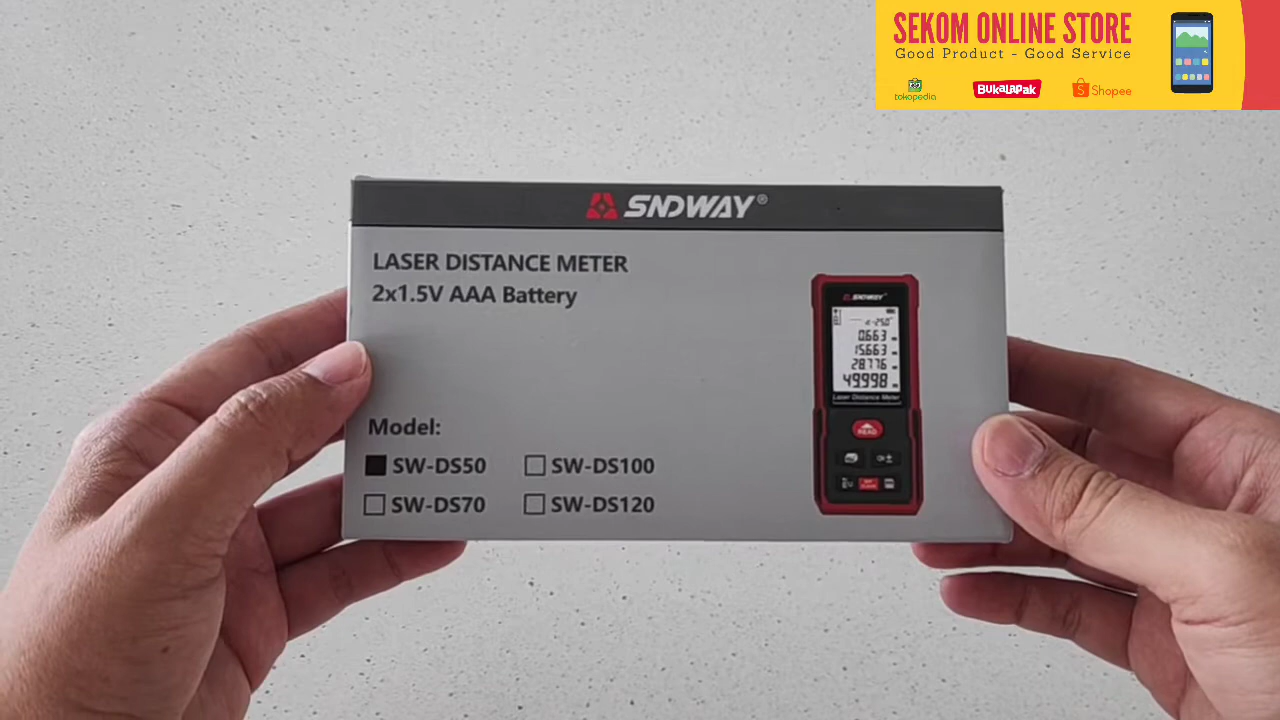 SEKOM ONLINE STORE
Good Product - Good Service
tokopedia
BukaLapak
Shopee
SNDWAY®
LASER DISTANCE METER
2x1.5V AAA Battery
SNDWAY
0.663
15.663
28.776
49.998
Laser Distance Meter
READ
Model:
SW-DS50
SW-DS100
SW-DS70
SW-DS120